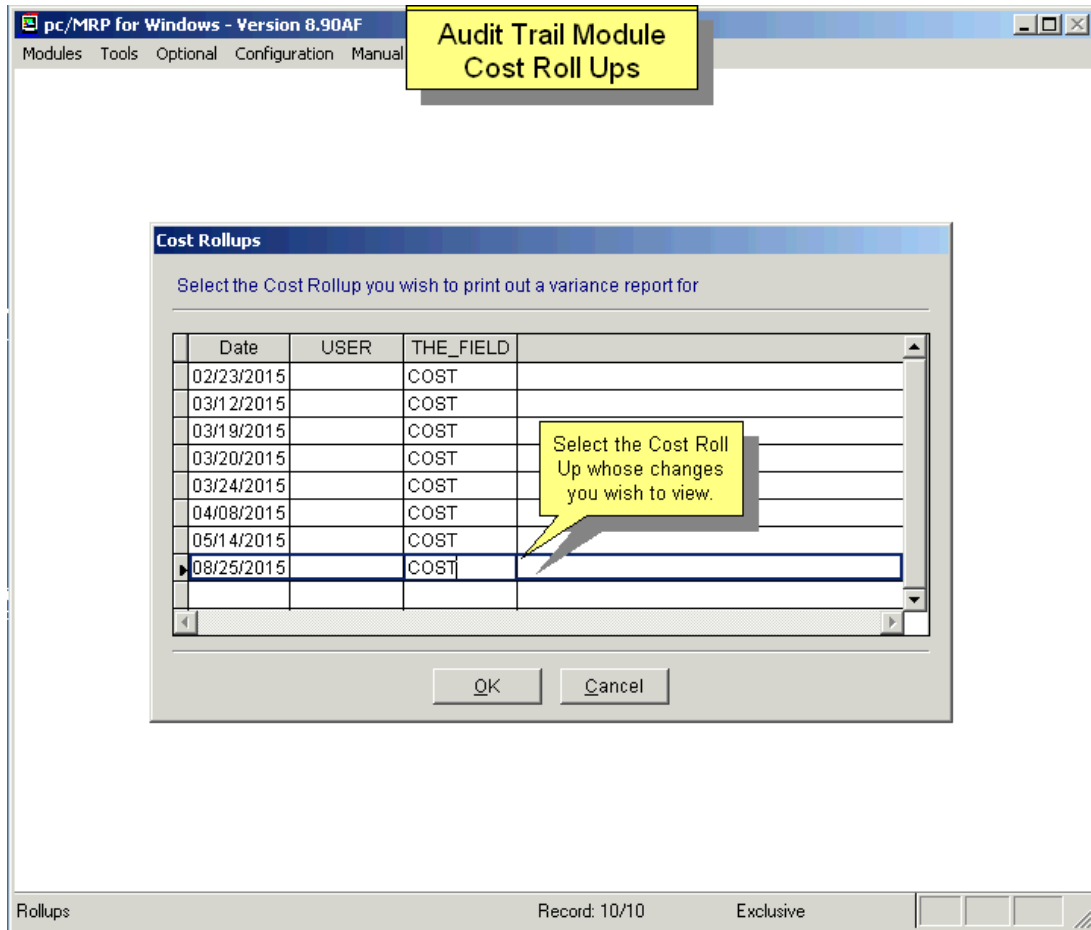 pc/MRP for Windows - Version 8.90AF
Audit Trail Module
Cost Roll Ups
Modules Tools Optional Configuration Manual
Cost Rollups
Select the Cost Rollup you wish to print out a variance report for
Date USER THE_FIELD
02/23/2015 COST
03/12/2015 COST
03/19/2015 COST
03/20/2015 COST
03/24/2015 COST
04/08/2015 COST
05/14/2015 COST
08/25/2015 COST
Select the Cost Roll
Up whose changes
you wish to view.
OK Cancel
Rollups Record: 10/10 Exclusive